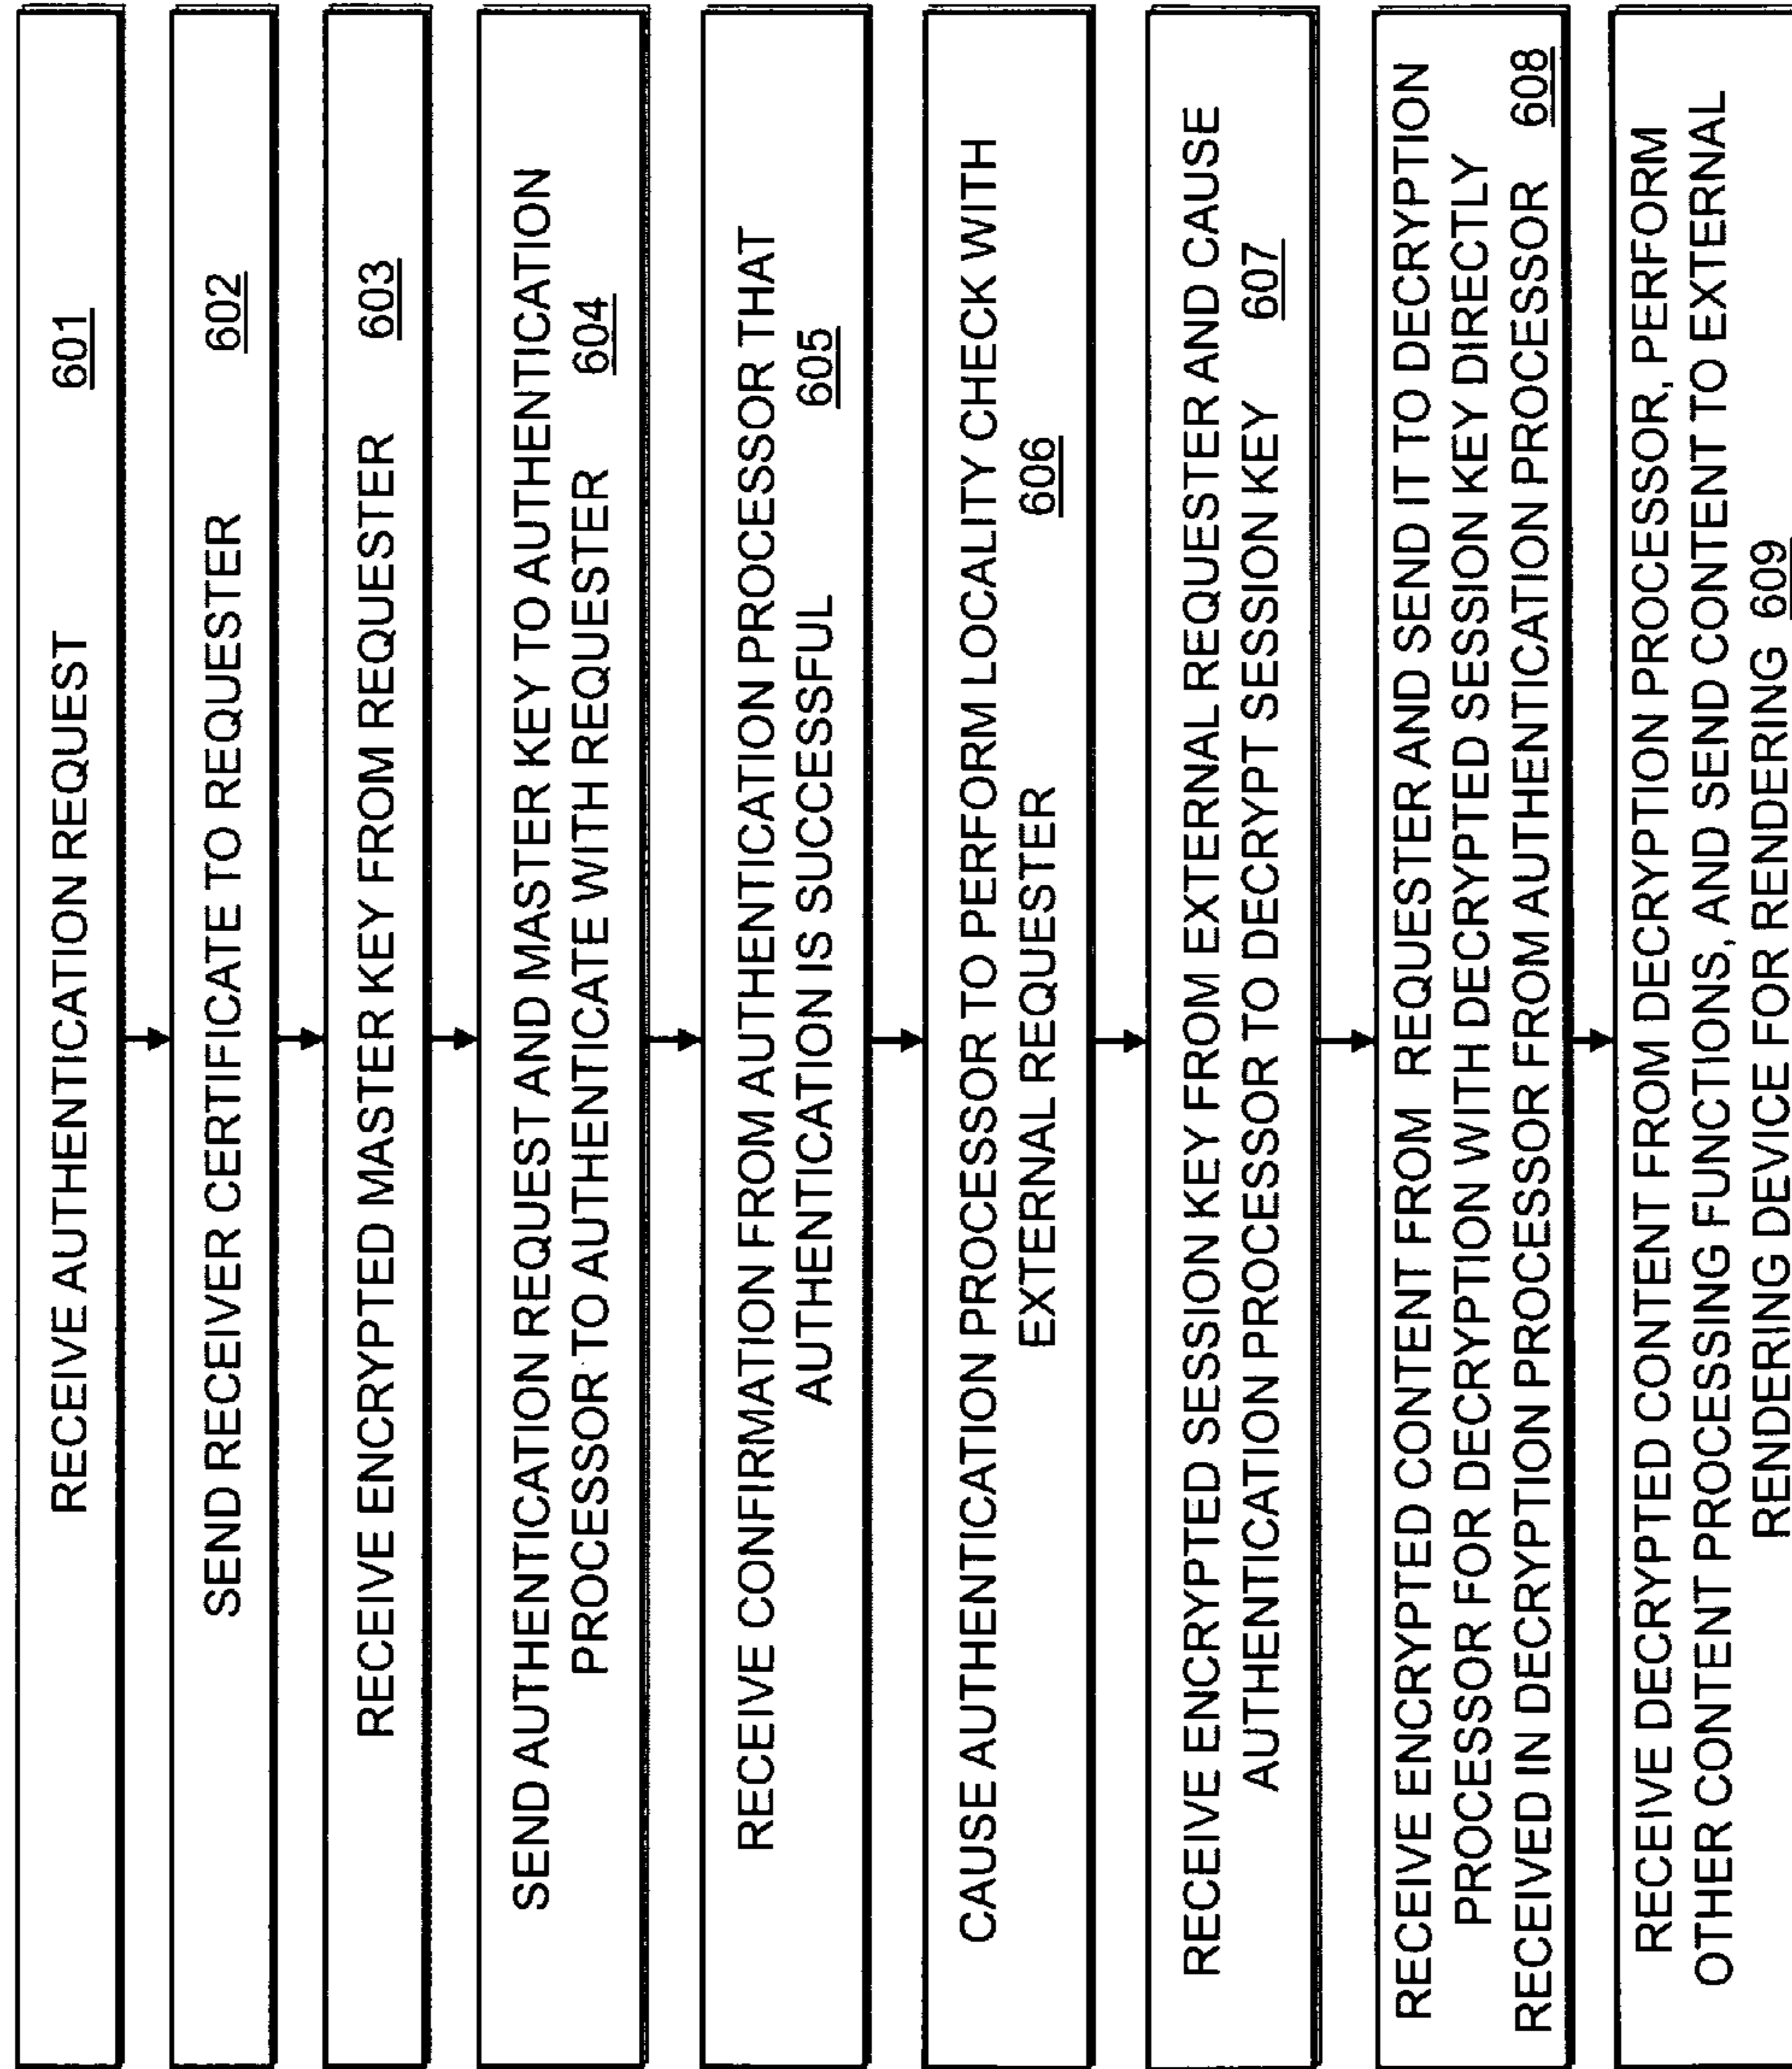 RECEIVE AUTHENTICATION REQUEST 601
SEND RECEIVER CERTIFICATE TO REQUESTER 602
RECEIVE ENCRYPTED MASTER KEY FROM REQUESTER 603
SEND AUTHENTICATION REQUEST AND MASTER KEY TO AUTHENTICATION
PROCESSOR TO AUTHENTICATE WITH REQUESTER 604
RECEIVE CONFIRMATION FROM AUTHENTICATION PROCESSOR THAT
AUTHENTICATION IS SUCCESSFUL 605
CAUSE AUTHENTICATION PROCESSOR TO PERFORM LOCALITY CHECK WITH
EXTERNAL REQUESTER 606
RECEIVE ENCRYPTED SESSION KEY FROM EXTERNAL REQUESTER AND CAUSE
AUTHENTICATION PROCESSOR TO DECRYPT SESSION KEY 607
RECEIVE ENCRYPTED CONTENT FROM REQUESTER AND SEND IT TO DECRYPTION
PROCESSOR FOR DECRYPTION WITH DECRYPTED SESSION KEY DIRECTLY
RECEIVED IN DECRYPTION PROCESSOR FROM AUTHENTICATION PROCESSOR 608
RECEIVE DECRYPTED CONTENT FROM DECRYPTION PROCESSOR, PERFORM
OTHER CONTENT PROCESSING FUNCTIONS, AND SEND CONTENT TO EXTERNAL
RENDERING DEVICE FOR RENDERING 609